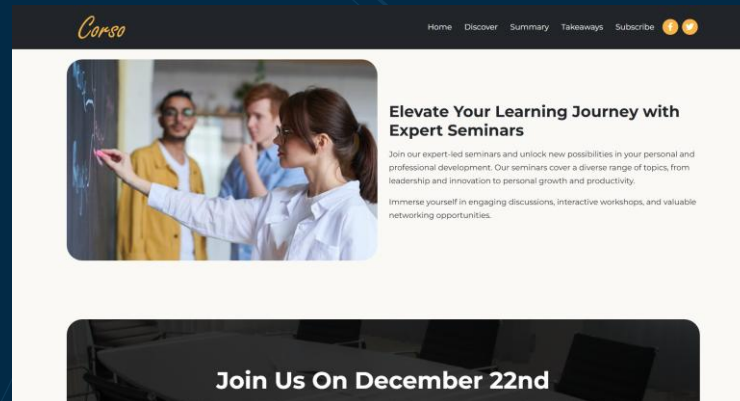 Corso
Home Discover Summary Takeaways Subscribe
Elevate Your Learning Journey with
Expert Seminars
Join our expert-led seminars and unlock new possibilities in your personal and
professional development. Our seminars cover a diverse range of topics, from
leadership and innovation to personal growth and productivity.
Immerse yourself in engaging discussions, interactive workshops, and valuable
networking opportunities.
Join Us On December 22nd